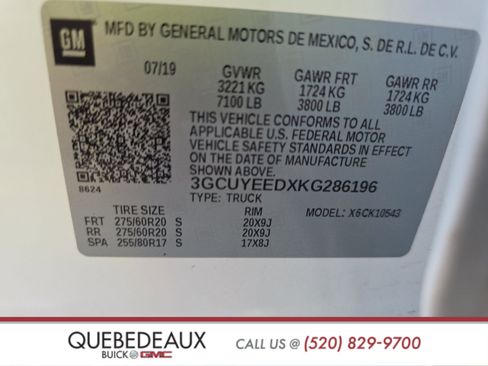 GM
MFD BY GENERAL MOTORS DE MEXICO, S. DE R.L. DE C.V.
07/19 GVWR GAWR FRT GAWR RR
3221 KG 1724 KG 1724 KG
7100 LB 3800 LB 3800 LB
THIS VEHICLE CONFORMS TO ALL
APPLICABLE U.S. FEDERAL MOTOR
VEHICLE SAFETY STANDARDS IN EFFECT
ON THE DATE OF MANUFACTURE SHOWN ABOVE.
8624 3GCUYEEDXKG286196
TYPE: TRUCK MODEL: X6CK10543
TIRE SIZE RIM
FRT 275/60R20 S 20X9J
RR 275/60R20 S 20X9J
SPA 255/80R17 S 17X8J
QUEBEDEAUX
BUICK GMC
CALL US @ (520) 829-9700